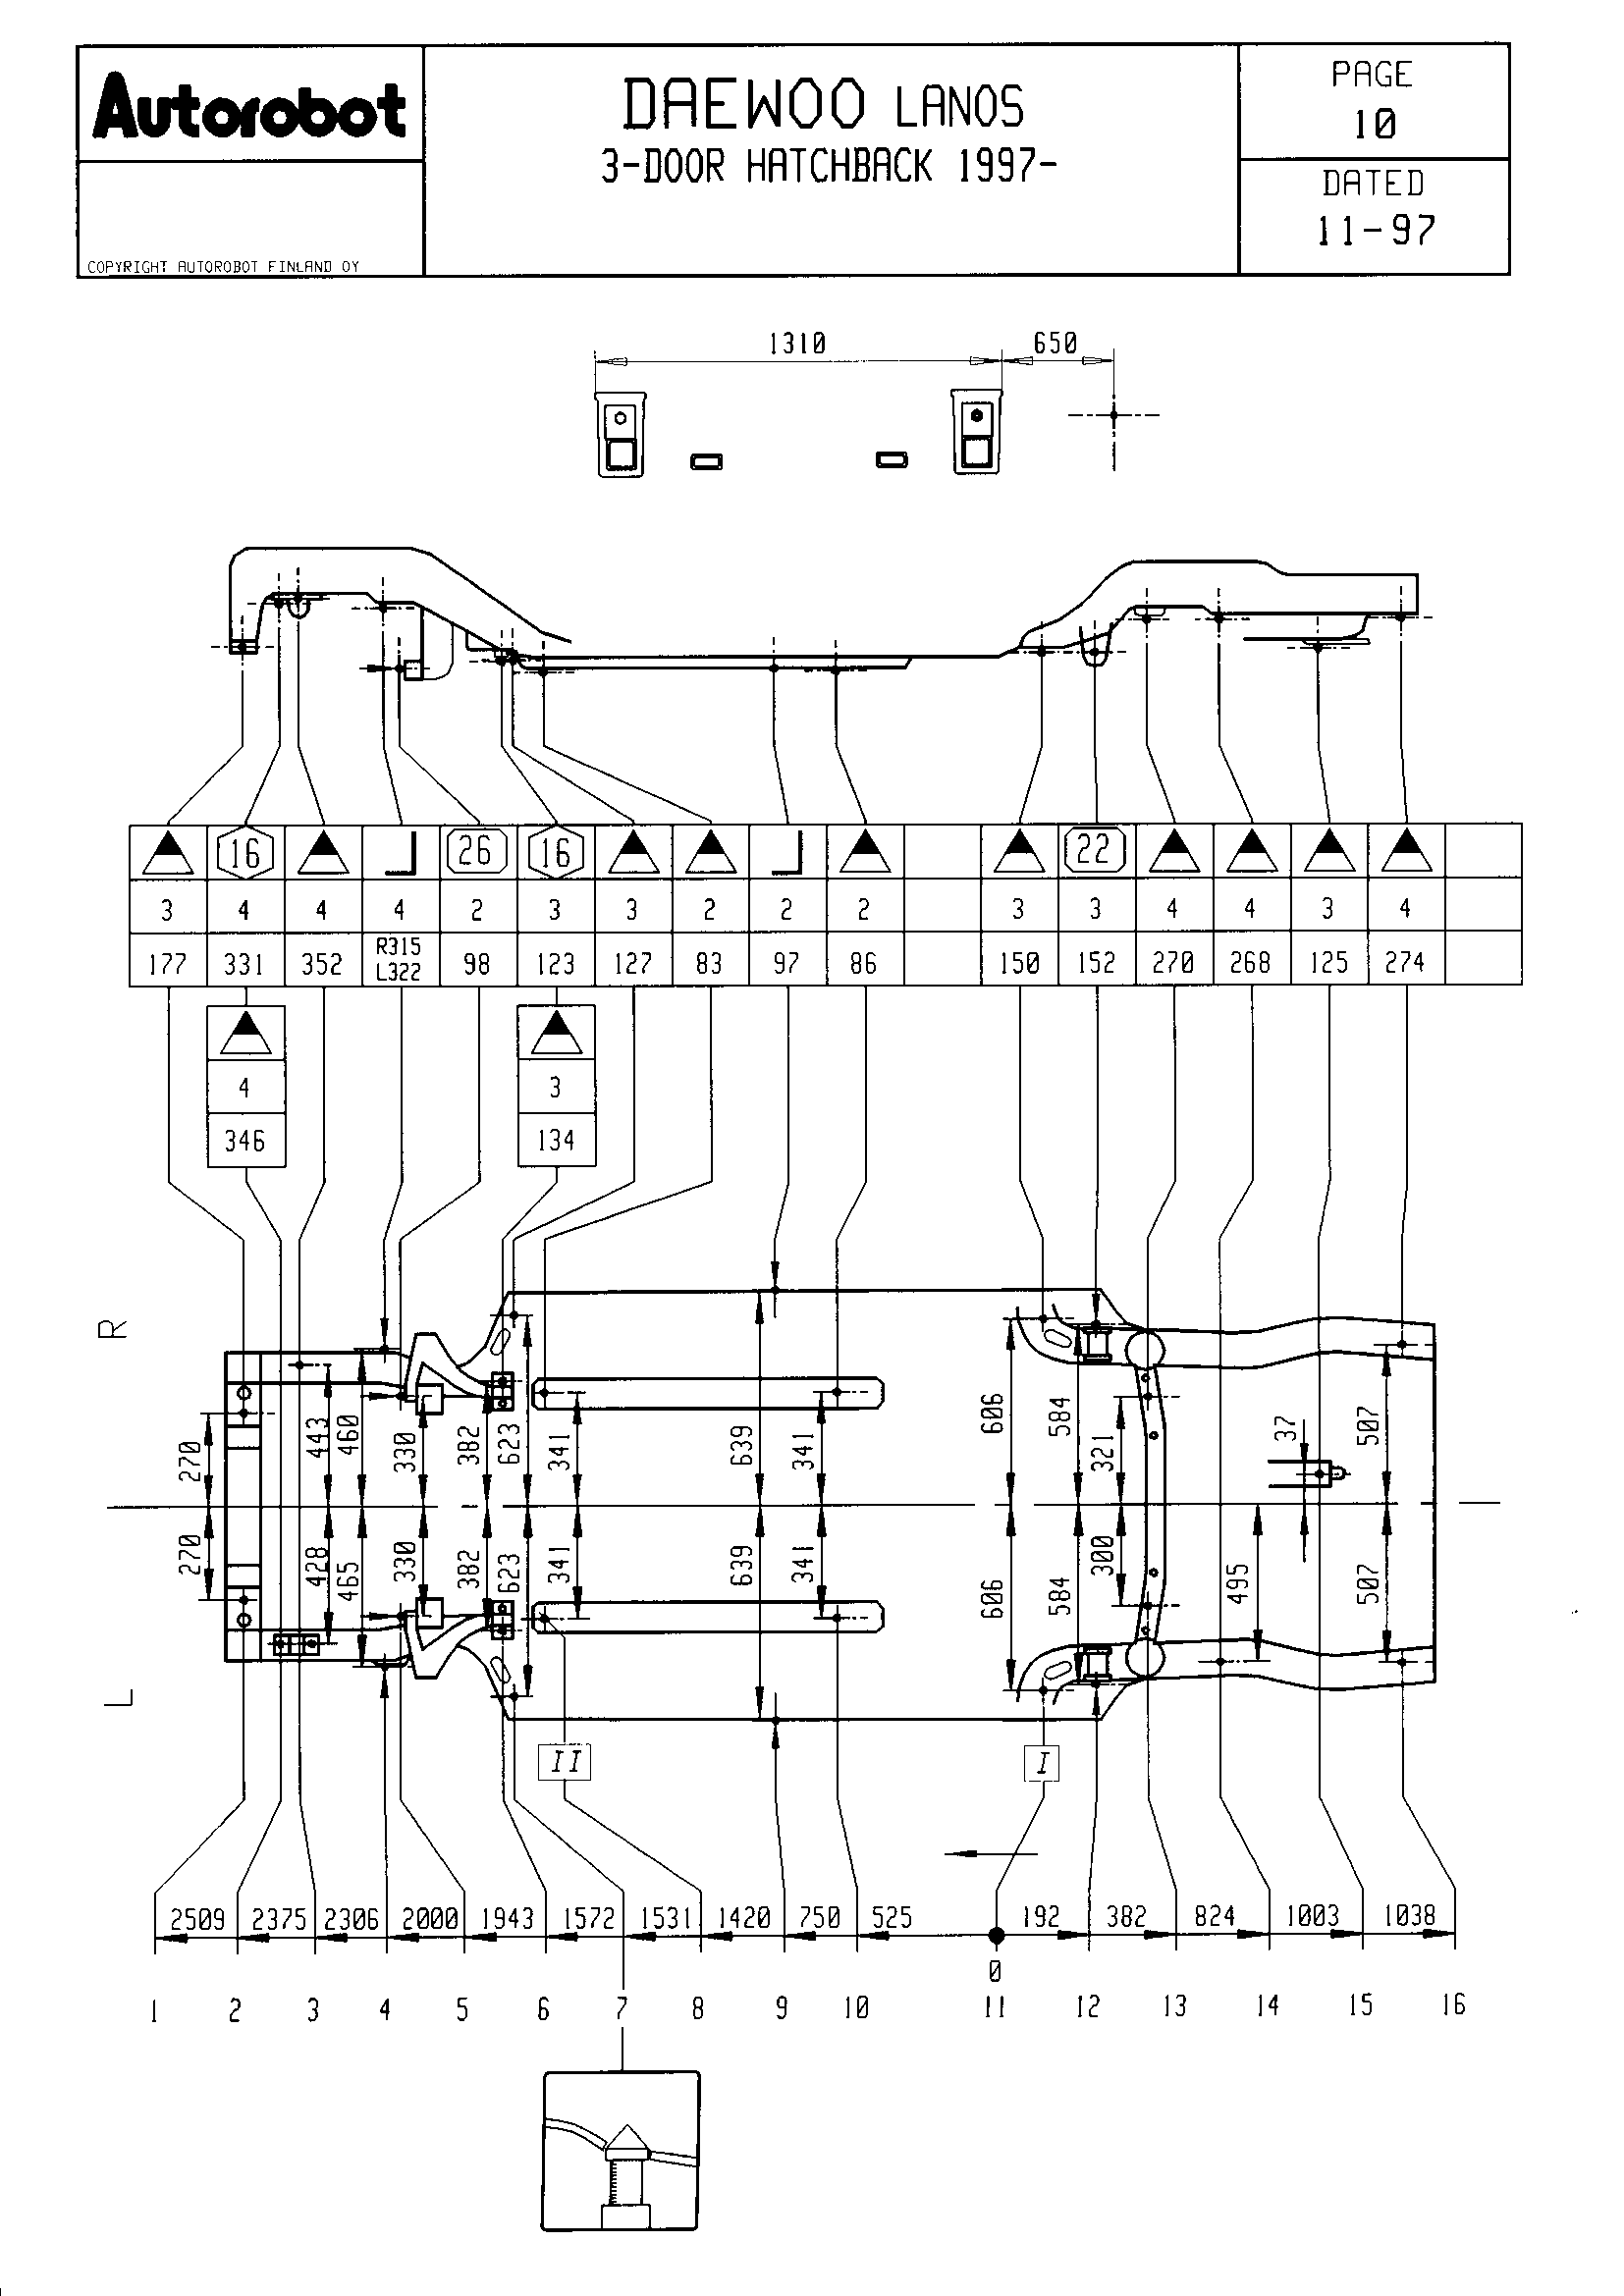 Autorobot
COPYRIGHT AUTOROBOT FINLAND OY
DAEWOO LANOS
3-DOOR HATCHBACK 1997-
PAGE
10
DATED
11-97
1310 650
16 26 16 22
3 4 4 4 2 3 3 2 2 2 3 3 4 4 3 4
177 331 352 R315 L322 98 123 127 83 97 86 150 152 270 268 125 274
4 3
346 134
R
270 443 460 330 382 623 341 639 341 606 584 321 37 507
270 428 465 330 382 623 341 639 341 606 584 300 495 507
L
II I
2509 2375 2306 2000 1943 1572 1531 1420 750 525 192 382 824 1003 1038
0
1 2 3 4 5 6 7 8 9 10 11 12 13 14 15 16